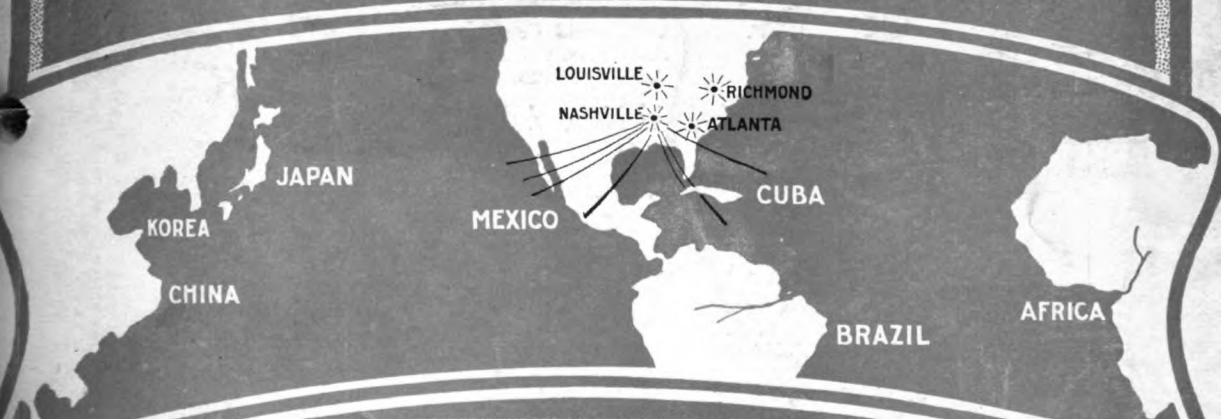 LOUISVILLE
RICHMOND
NASHVILLE
ATLANTA
JAPAN
CUBA
MEXICO
KOREA
CHINA
AFRICA
BRAZIL